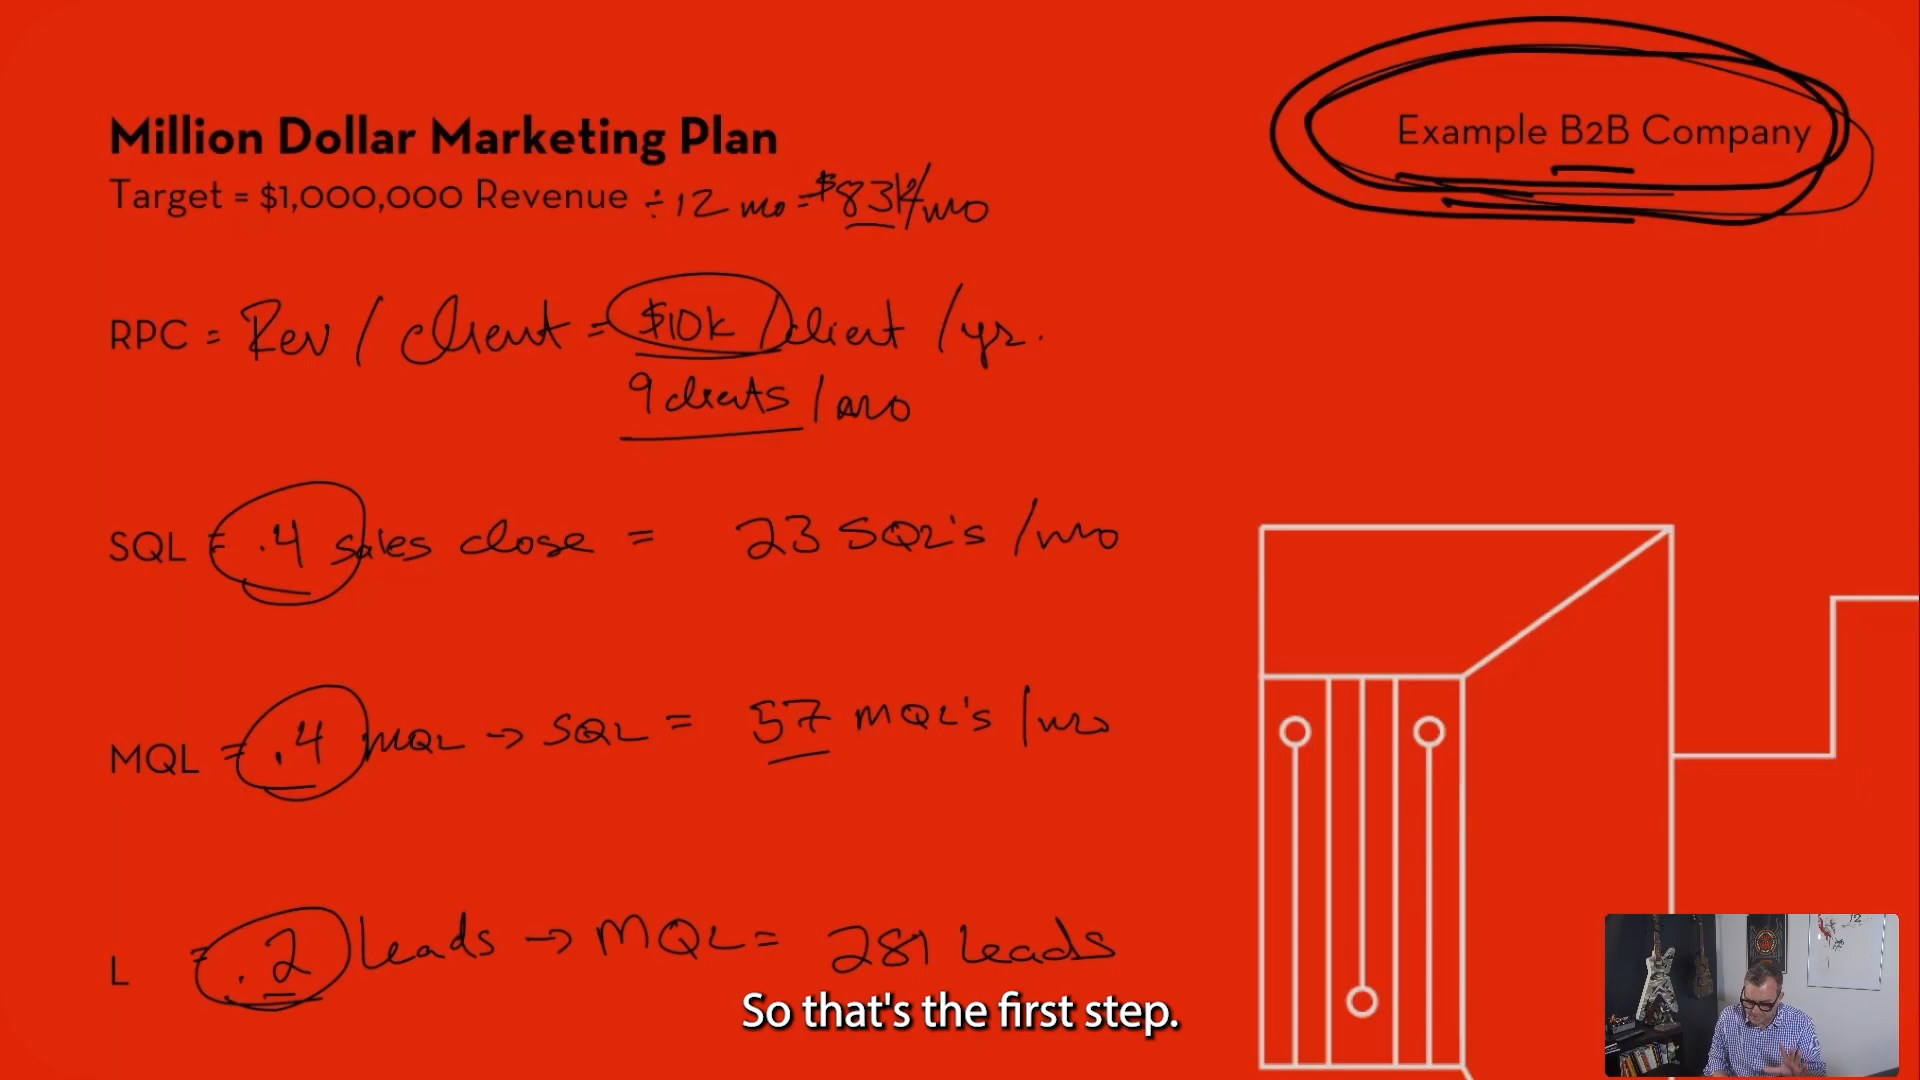 Example B2B Company
Million Dollar Marketing Plan
Target = $1,000,000 Revenue ÷ 12 mo = $83K/mo
RPC = Rev / client = $10K / client / yr.
9 clients / mo
SQL = .4 sales close = 23 SQL's / mo
MQL = .4 MQL → SQL = 57 MQL's / mo
L = .2 leads → MQL = 281 Leads
So that's the first step.